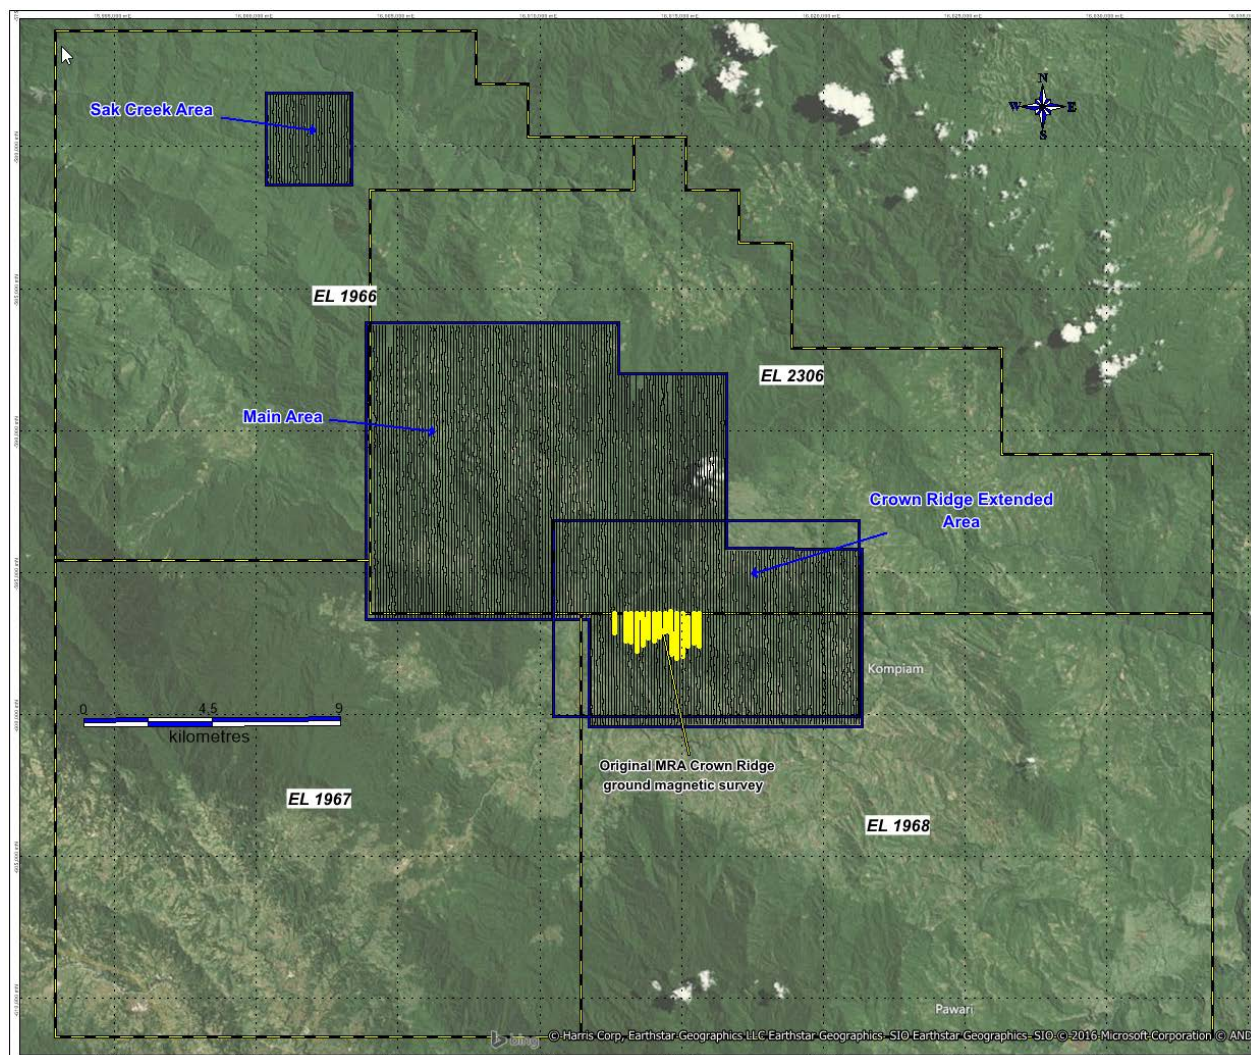 N
W E
S
Sak Creek Area
EL 1966
EL 2306
Main Area
Crown Ridge Extended
Area
Kompiam
0 4.5 9
kilometres
Original MRA Crown Ridge
ground magnetic survey
EL 1967
EL 1968
Pawari
bing © Harris Corp, Earthstar Geographics LLC Earthstar Geographics SIO Earthstar Geographics SIO © 2016 Microsoft Corporation © AND